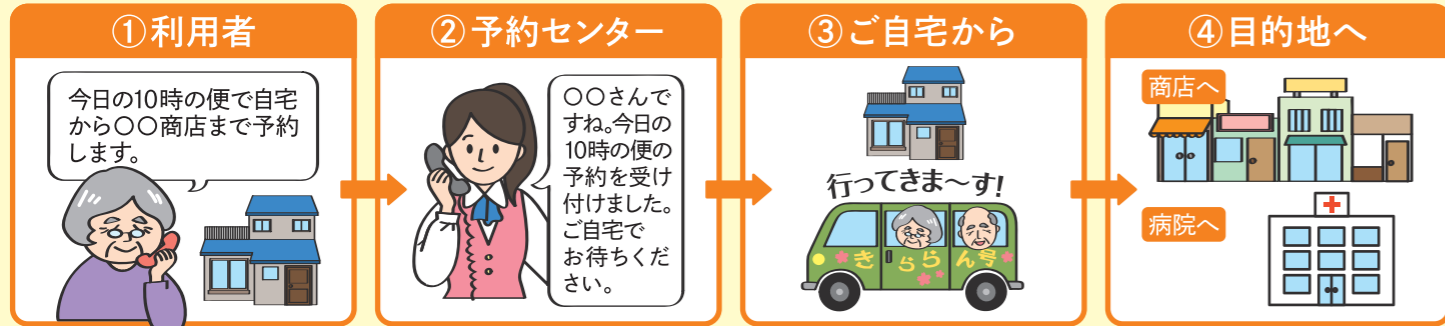 ①利用者
今日の10時の便で自宅
から〇〇商店まで予約
します。
②予約センター
〇〇さんで
すね。今日の
10時の便の
予約を受け
付けました。
ご自宅で
お待ちくだ
さい。
③ご自宅から
行ってきま〜す!
きららん号
④目的地へ
商店へ
病院へ